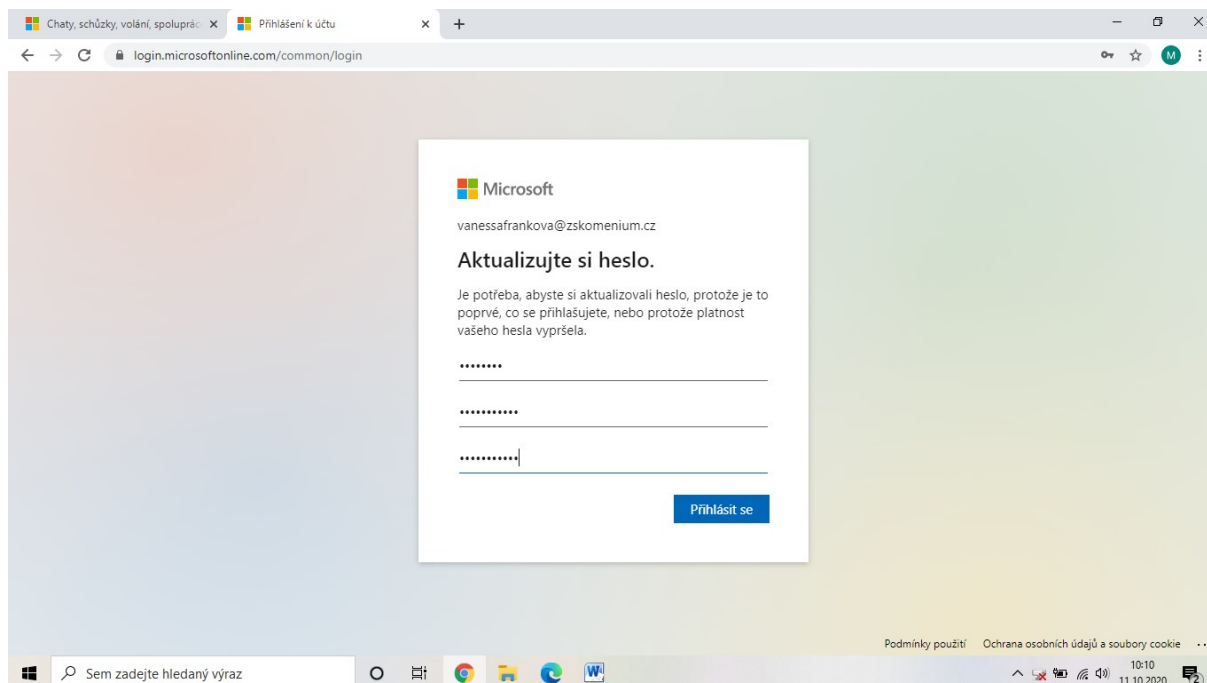 Chaty, schůzky, volání, spoluprác
Přihlášení k účtu
login.microsoftonline.com/common/login
M
Microsoft
vanessafrankova@zskomenium.cz
Aktualizujte si heslo.
Je potřeba, abyste si aktualizovali heslo, protože je to
poprvé, co se přihlašujete, nebo protože platnost
vašeho hesla vypršela.
••••••••
•••••••••••
•••••••••••
Přihlásit se
Podmínky použití Ochrana osobních údajů a soubory cookie ··
Sem zadejte hledaný výraz
W
10:10
11.10.2020
2